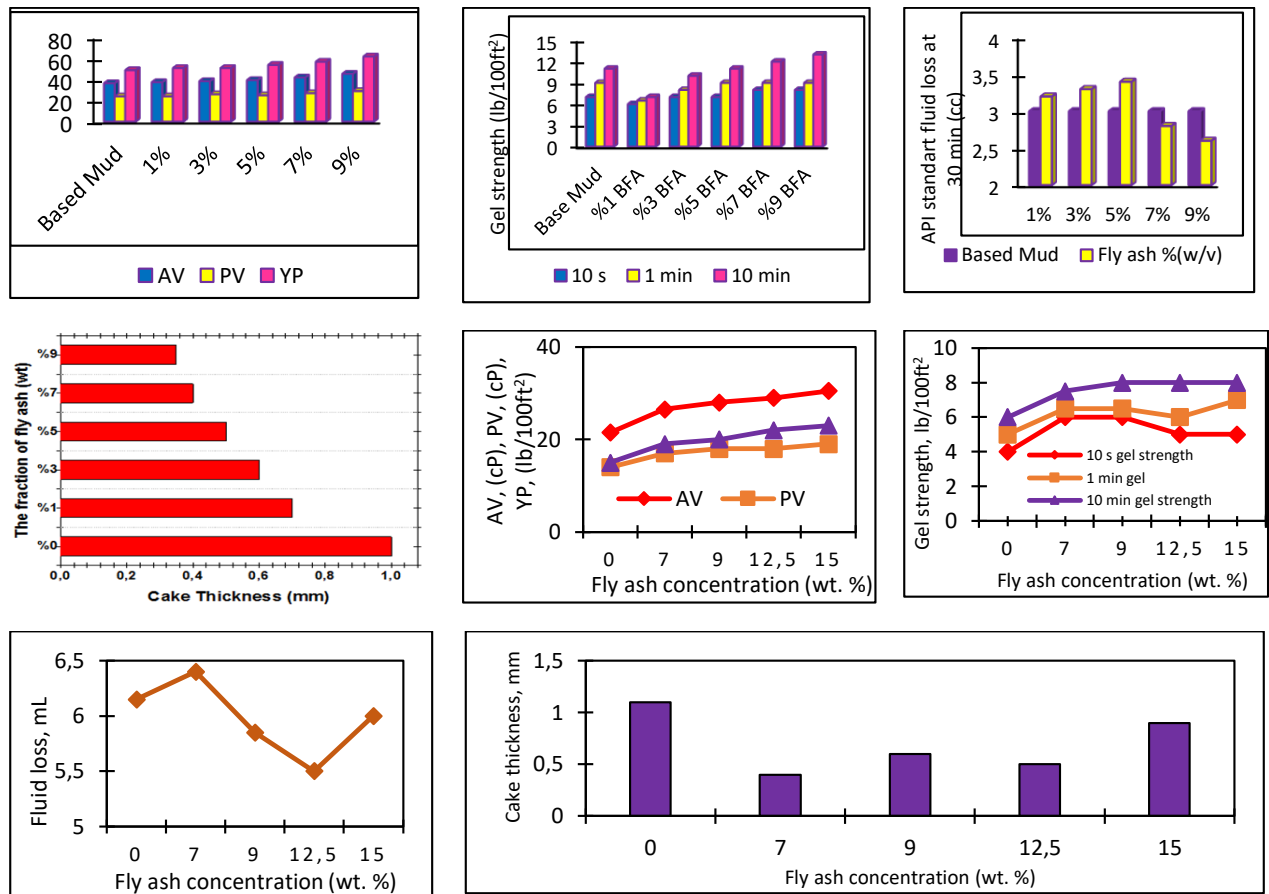 80
60
40
20
0
Based Mud
1%
3%
5%
7%
9%
AV PV YP
Gel strength (lb/100ft²)
15
12
9
6
3
0
Base Mud
%1 BFA
%3 BFA
%5 BFA
%7 BFA
%9 BFA
10 s 1 min 10 min
API standart fluid loss at
30 min (cc)
4
3,5
3
2,5
2
1% 3% 5% 7% 9%
Based Mud Fly ash %(w/v)
The fraction of fly ash (wt)
%9
%7
%5
%3
%1
%0
0,0 0,2 0,4 0,6 0,8 1,0
Cake Thickness (mm)
AV, (cP), PV, (cP),
YP, (lb/100ft²)
40
20
0
AV PV
0 7 9 12,5 15
Fly ash concentration (wt. %)
Gel strength, lb/100ft²
10
8
6
4
2
0
10 s gel strength
1 min gel
10 min gel strength
0 7 9 12,5 15
Fly ash concentration (wt. %)
Fluid loss, mL
6,5
6
5,5
5
0 7 9 12,5 15
Fly ash concentration (wt. %)
Cake thickness, mm
1,5
1
0,5
0
0 7 9 12,5 15
Fly ash concentration (wt. %)